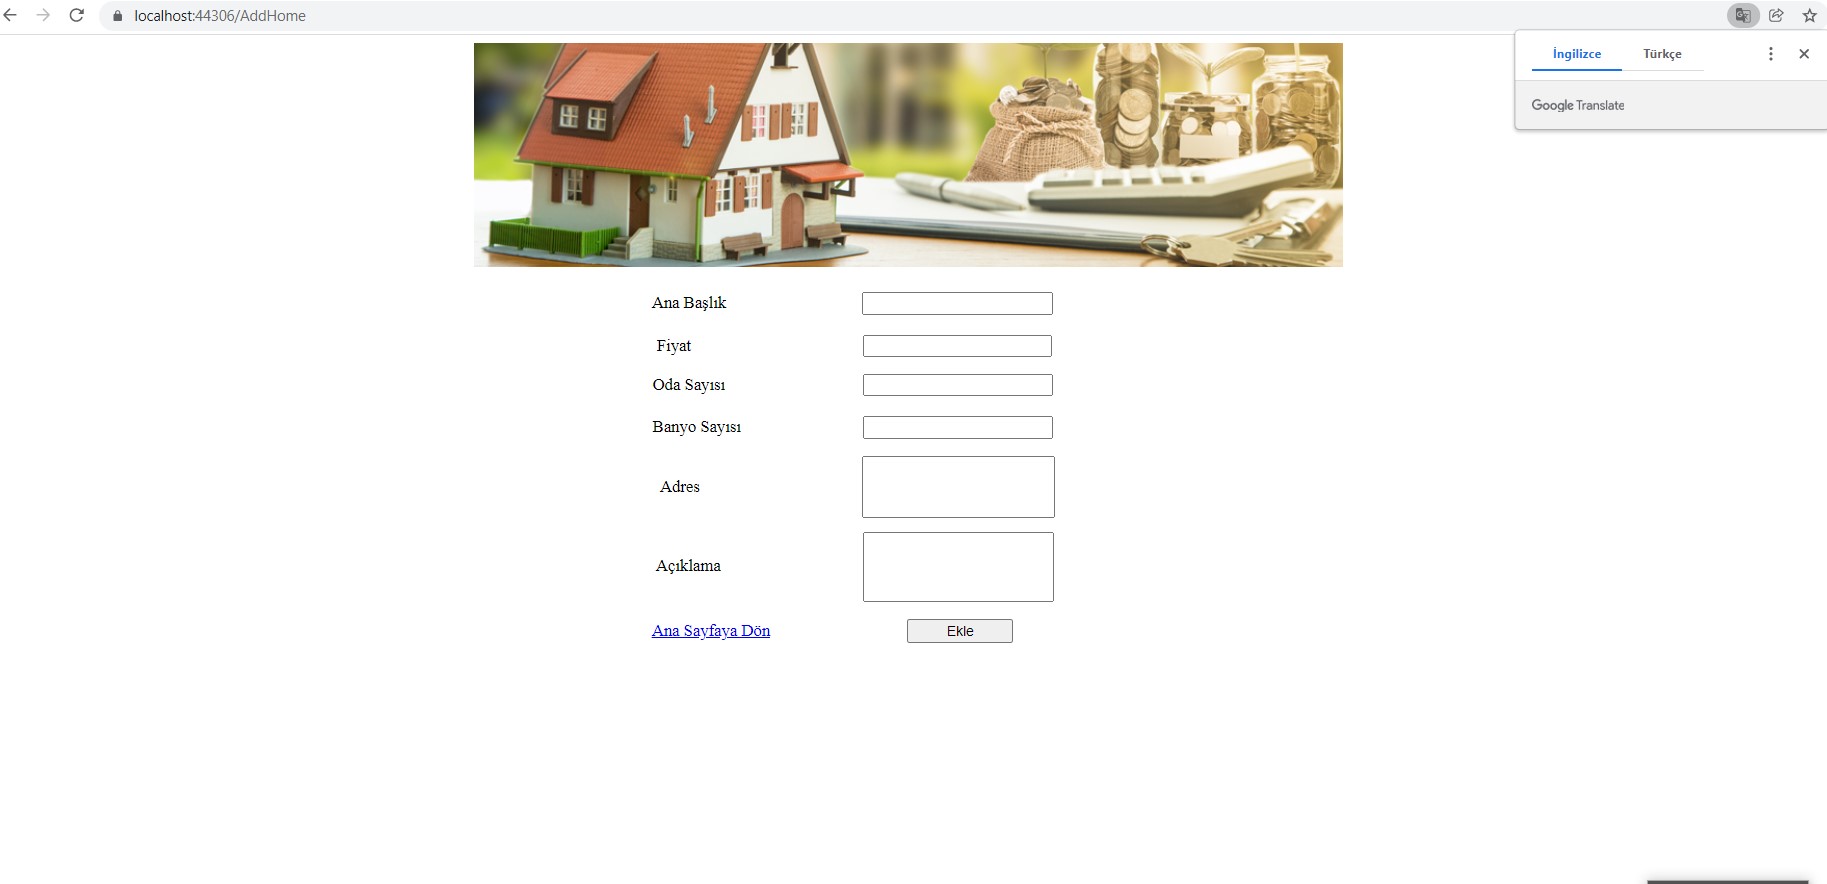 localhost:44306/AddHome
İngilizce Türkçe
Google Translate
Ana Başlık
Fiyat
Oda Sayısı
Banyo Sayısı
Adres
Açıklama
Ana Sayfaya Dön Ekle